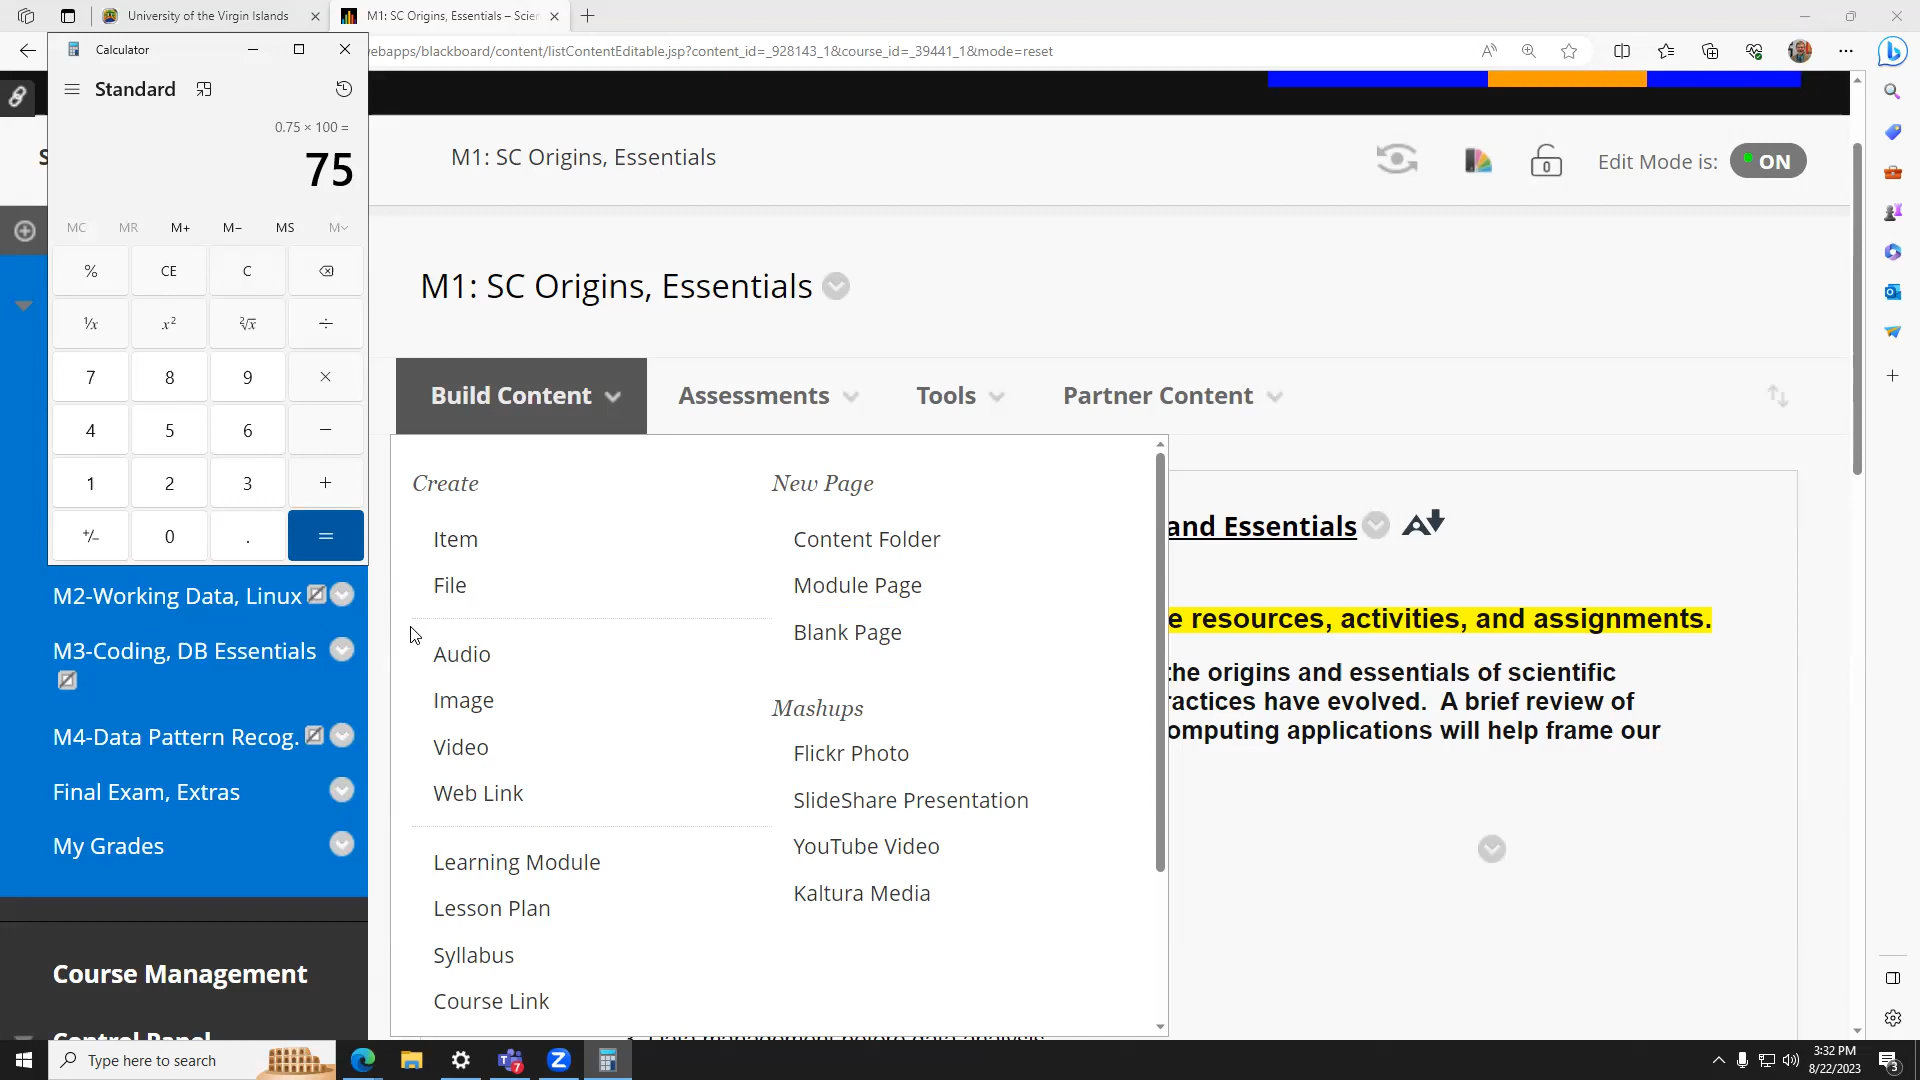 University of the Virgin Islands
M1: SC Origins, Essentials – Scien
Calculator
ebapps/blackboard/content/listContentEditable.jsp?content_id=_928143_1&course_id=_39441_1&mode=reset
Standard
0.75 × 100 =
75
MC MR M+ M− MS M
% CE C
¹/x x² ²√x ÷
7 8 9 ×
4 5 6 −
1 2 3 +
+/− 0 . =
M1: SC Origins, Essentials
Edit Mode is: ON
M1: SC Origins, Essentials
Build Content
Assessments
Tools
Partner Content
Create
Item
File
Audio
Image
Video
Web Link
Learning Module
Lesson Plan
Syllabus
Course Link
New Page
Content Folder
Module Page
Blank Page
Mashups
Flickr Photo
SlideShare Presentation
YouTube Video
Kaltura Media
and Essentials
e resources, activities, and assignments.
the origins and essentials of scientific
ractices have evolved. A brief review of
omputing applications will help frame our
M2-Working Data, Linux
M3-Coding, DB Essentials
M4-Data Pattern Recog.
Final Exam, Extras
My Grades
Course Management
Control Panel
Type here to search
7
3:32 PM
8/22/2023
3